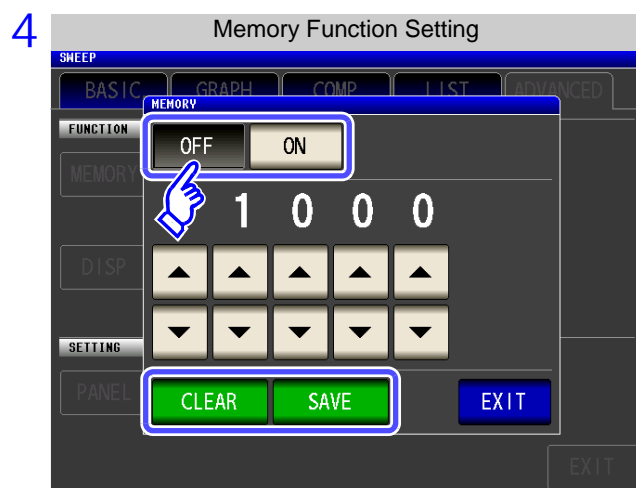 4 Memory Function Setting
SWEEP
BASIC GRAPH COMP LIST ADVANCED
MEMORY
FUNCTION
OFF ON
MEMORY
1 0 0 0
DISP
SETTING
PANEL
CLEAR SAVE EXIT
EXIT